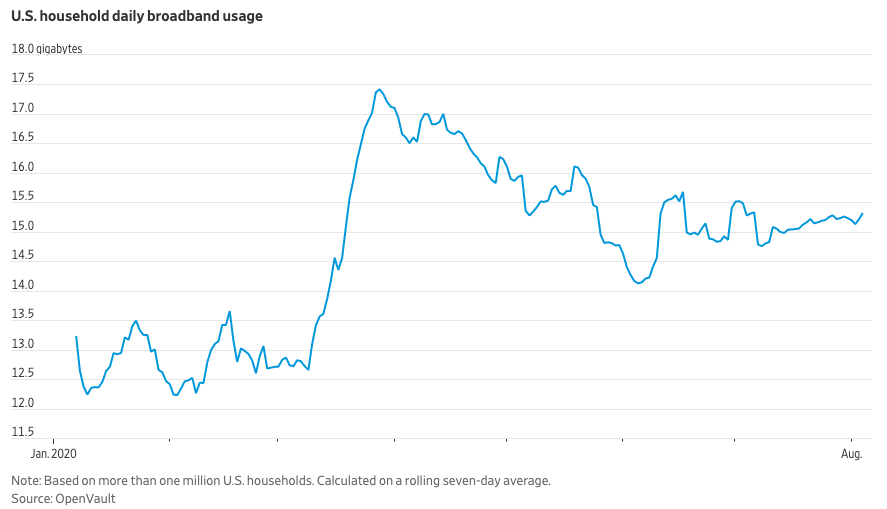 U.S. household daily broadband usage
18.0 gigabytes
17.5
17.0
16.5
16.0
15.5
15.0
14.5
14.0
13.5
13.0
12.5
12.0
11.5
Jan. 2020 Aug.
Note: Based on more than one million U.S. households. Calculated on a rolling seven-day average.
Source: OpenVault